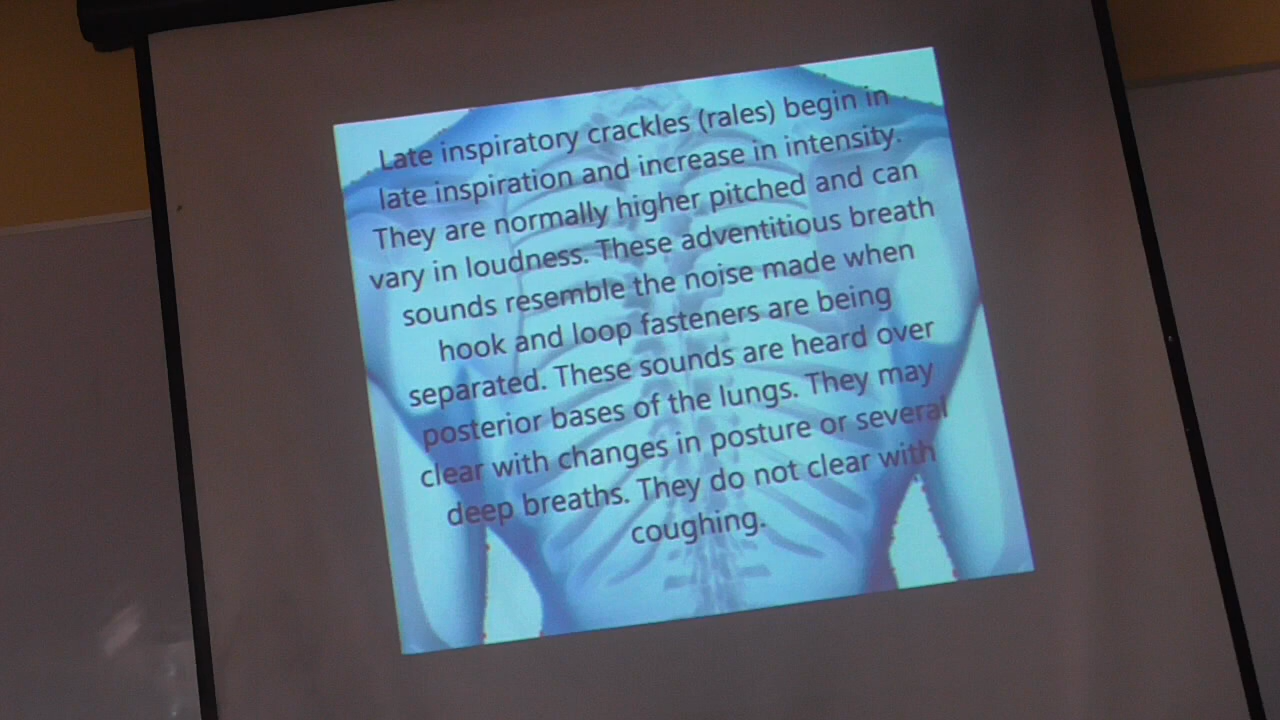 Late inspiratory crackles (rales) begin in
late inspiration and increase in intensity.
They are normally higher pitched and can
vary in loudness. These adventitious breath
sounds resemble the noise made when
hook and loop fasteners are being
separated. These sounds are heard over
posterior bases of the lungs. They may
clear with changes in posture or several
deep breaths. They do not clear with
coughing.